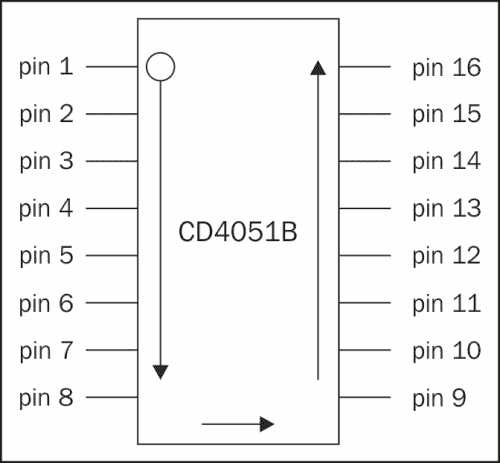 pin 1 pin 16
pin 2 pin 15
pin 3 pin 14
pin 4 pin 13
CD4051B
pin 5 pin 12
pin 6 pin 11
pin 7 pin 10
pin 8 pin 9